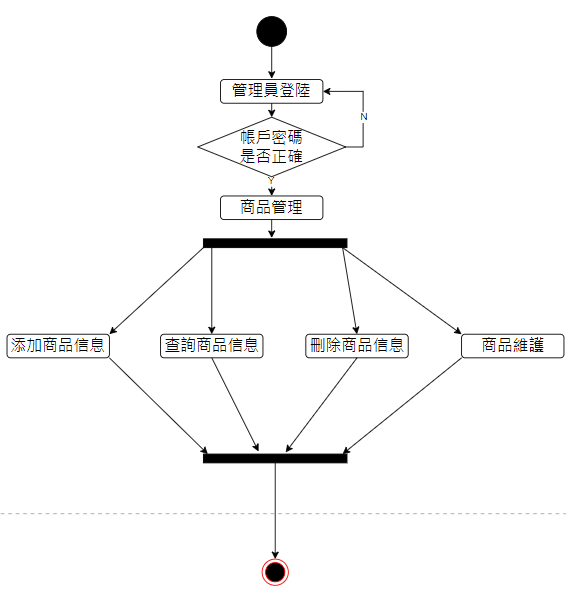 管理員登陸
N
帳戶密碼
是否正確
Y
商品管理
添加商品信息
查詢商品信息
刪除商品信息
商品維護